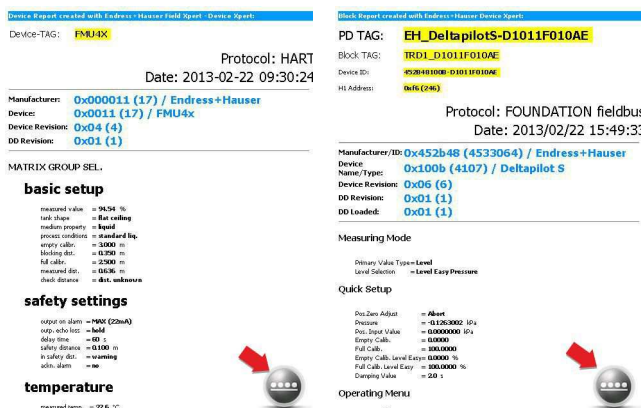 Device Report created with Endress+Hauser Field Xpert - Device Xpert:
Device-TAG: FMU4X
Protocol: HART
Date: 2013-02-22 09:30:24
Manufacturer: 0x000011 (17) / Endress+Hauser
Device: 0x0011 (17) / FMU4x
Device Revision: 0x04 (4)
DD Revision: 0x01 (1)
MATRIX GROUP SEL.
basic setup
measured value = 94.54 %
tank shape = flat ceiling
medium property = liquid
process conditions = standard liq.
empty calibr. = 3.000 m
blocking dist. = 0.350 m
full calibr. = 2.500 m
measured dist. = 0.636 m
check distance = dist. unknown
safety settings
output on alarm = MAX (22mA)
outp. echo loss = hold
delay time = 60 s
safety distance = 0.100 m
in safety dist. = warning
ackn. alarm = no
temperature
measured temp. = 22.6 °C
Block Report created with Endress+Hauser Device Xpert:
PD TAG: EH_DeltapilotS-D1011F010AE
Block TAG: TRD1_D1011F010AE
Device ID: 452B48100B-D1011F010AE
H1 Address: 0xf6 (246)
Protocol: FOUNDATION fieldbus
Date: 2013/02/22 15:49:33
Manufacturer/ID: 0x452b48 (4533064) / Endress+Hauser
Device
Name/Type: 0x100b (4107) / Deltapilot S
Device Revision: 0x06 (6)
DD Revision: 0x01 (1)
DD Loaded: 0x01 (1)
Measuring Mode
Primary Value Type = Level
Level Selection = Level Easy Pressure
Quick Setup
Pos.Zero Adjust = Abort
Pressure = -0.1263002 kPa
Pos. Input Value = 0.0000000 kPa
Empty Calib. = 0.0000
Full Calib. = 100.0000
Empty Calib. Level Easy = 0.0000 %
Full Calib. Level Easy = 100.0000 %
Damping Value = 2.0 s
Operating Menu